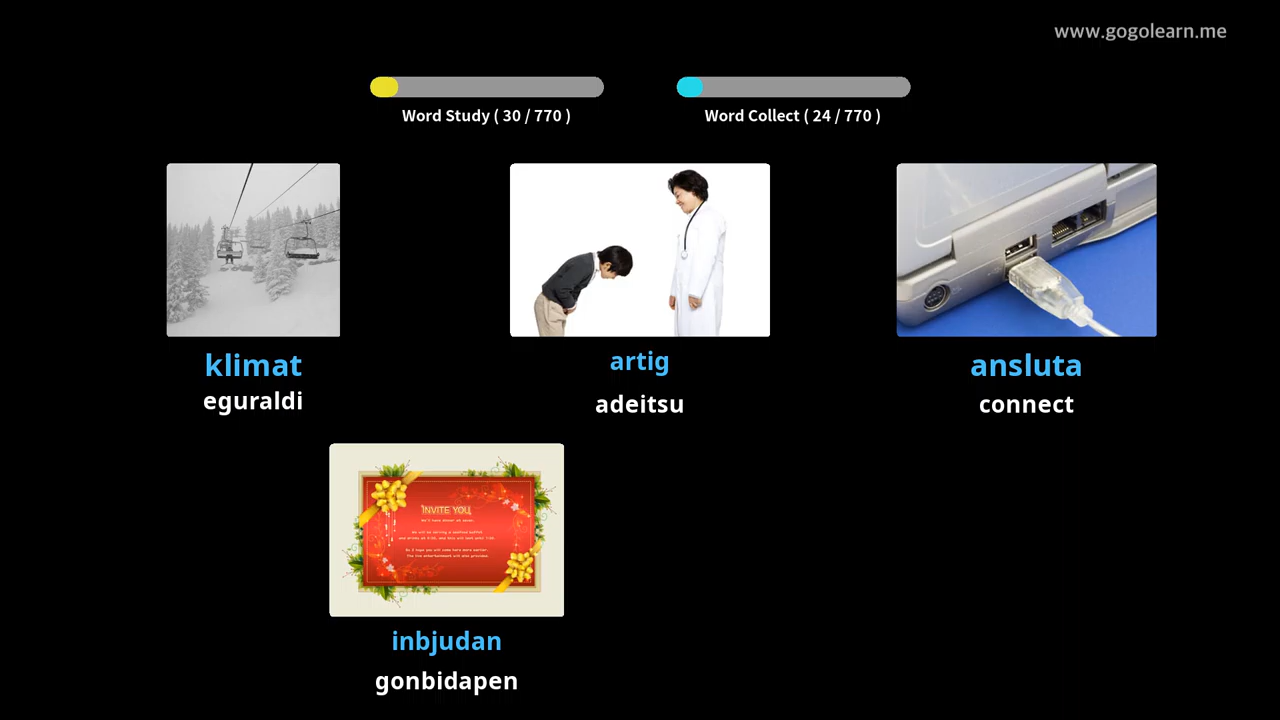 www.gogolearn.me
Word Study ( 30 / 770 )
Word Collect ( 24 / 770 )
klimat
eguraldi
artig
adeitsu
ansluta
connect
INVITE YOU
inbjudan
gonbidapen